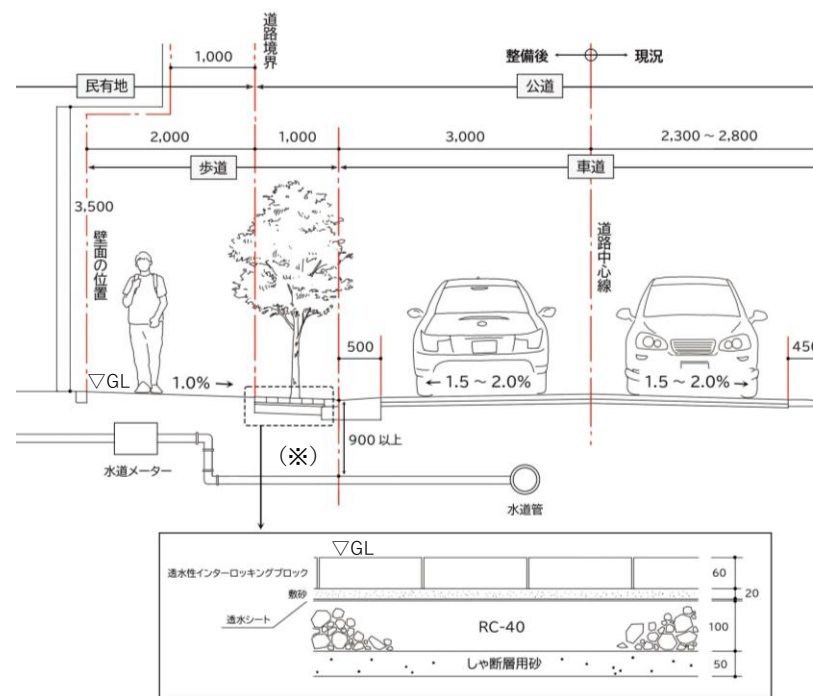 道路境界
1,000
整備後
現況
民有地
公道
2,000
1,000
3,000
2,300 ~ 2,800
歩道
車道
3,500
壁面の位置
道路中心線
500
450
▽GL
1.0% →
← 1.5 ~ 2.0%
1.5 ~ 2.0% →
(※)
900 以上
水道メーター
水道管
▽GL
透水性インターロッキングブロック
60
敷砂
20
透水シート
RC-40
100
しゃ断層用砂
50